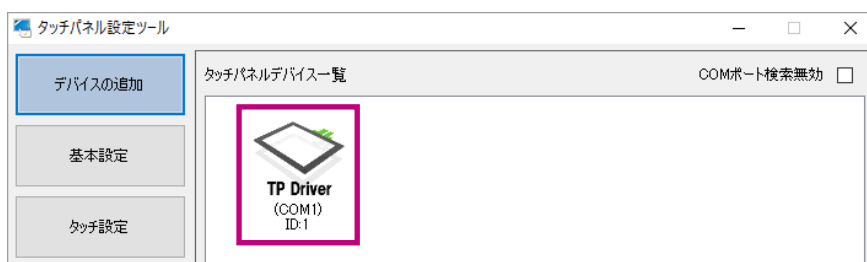 タッチパネル設定ツール
デバイスの追加
基本設定
タッチ設定
タッチパネルデバイス一覧
COMポート検索無効
TP Driver
(COM1)
ID:1